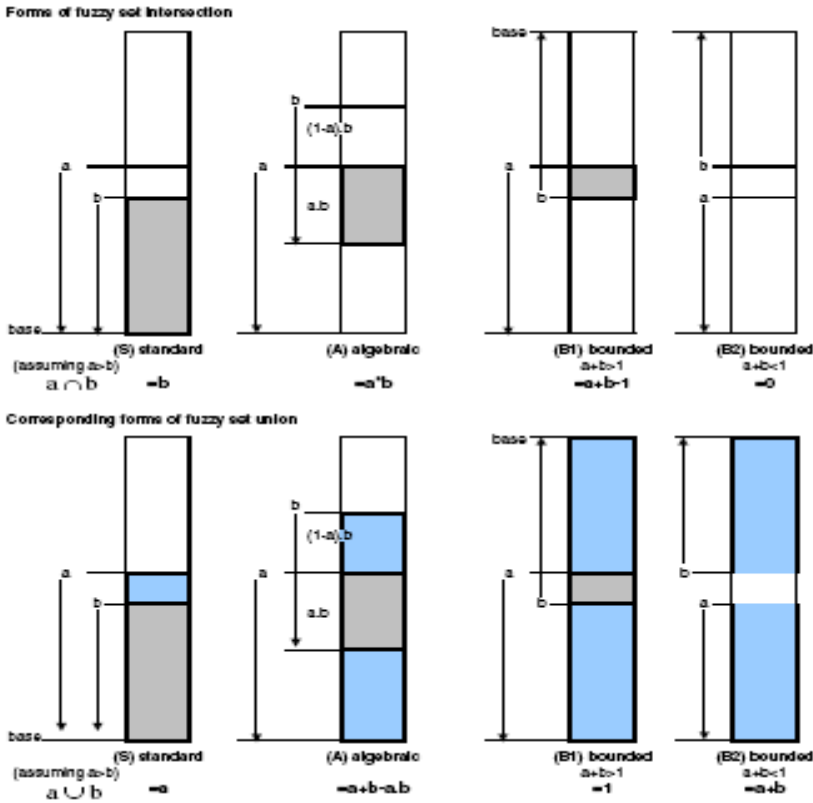 Forms of fuzzy set intersection
base
b
(1-a).b
a
a
a
b
b
b
a.b
b
a
base
(S) standard
(A) algebraic
(B1) bounded
(B2) bounded
(assuming a>b)
a+b>1
a+b<1
a ∩ b
=b
=a*b
=a+b-1
=0
Corresponding forms of fuzzy set union
base
b
(1-a).b
a
a
a
b
b
b
a
a.b
base
(S) standard
(A) algebraic
(B1) bounded
(B2) bounded
(assuming a>b)
a+b>1
a+b<1
a ∪ b
=a
=a+b-a.b
=1
=a+b